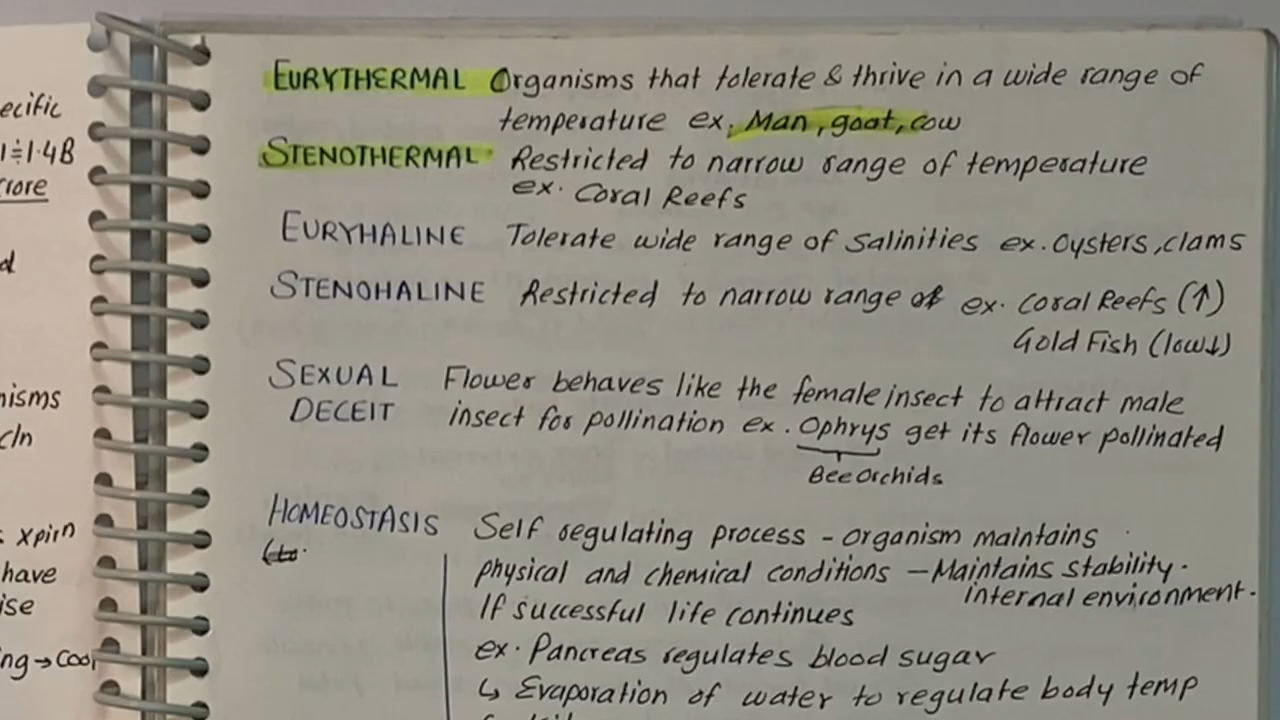 EURYTHERMAL Organisms that tolerate & thrive in a wide range of
temperature ex. Man, goat, cow
STENOTHERMAL Restricted to narrow range of temperature
ex. Coral Reefs
EURYHALINE Tolerate wide range of salinities ex. Oysters, clams
STENOHALINE Restricted to narrow range of ex. Coral Reefs (↑)
Gold Fish (low↓)
SEXUAL Flower behaves like the female insect to attract male
DECEIT insect for pollination ex. Ophrys get its flower pollinated
Bee Orchids
HOMEOSTASIS Self regulating process - organism maintains
physical and chemical conditions — Maintains stability.
internal environment.
If successful life continues
ex. Pancreas regulates blood sugar
↳ Evaporation of water to regulate body temp
ecific
1≑1.4B
crore
nisms
xpirn
have
ise
ng→Cool